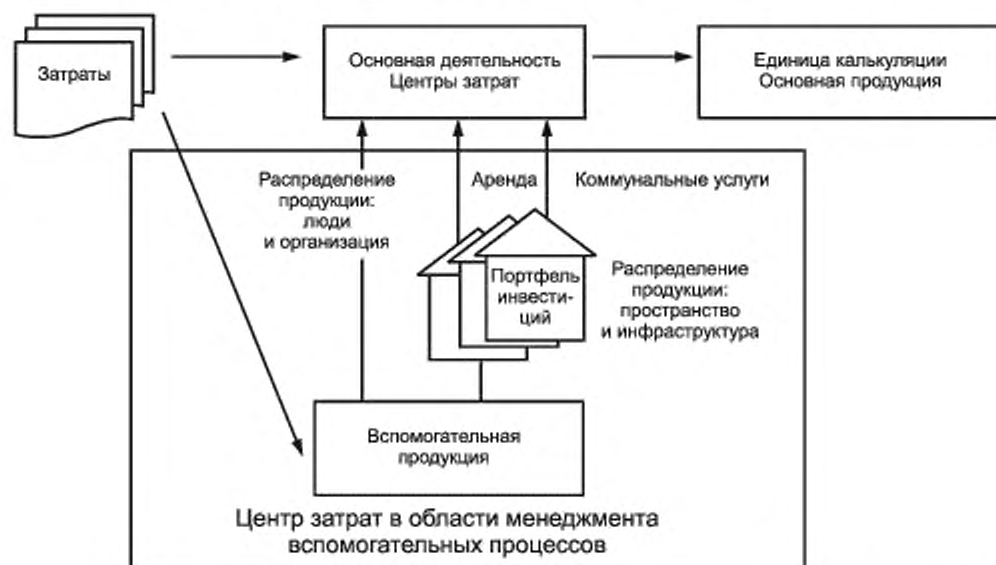 Затраты
Основная деятельность
Центры затрат
Единица калькуляции
Основная продукция
Распределение
продукции:
люди
и организация
Аренда
Коммунальные услуги
Портфель
инвести-
ций
Распределение
продукции:
пространство
и инфраструктура
Вспомогательная
продукция
Центр затрат в области менеджмента
вспомогательных процессов